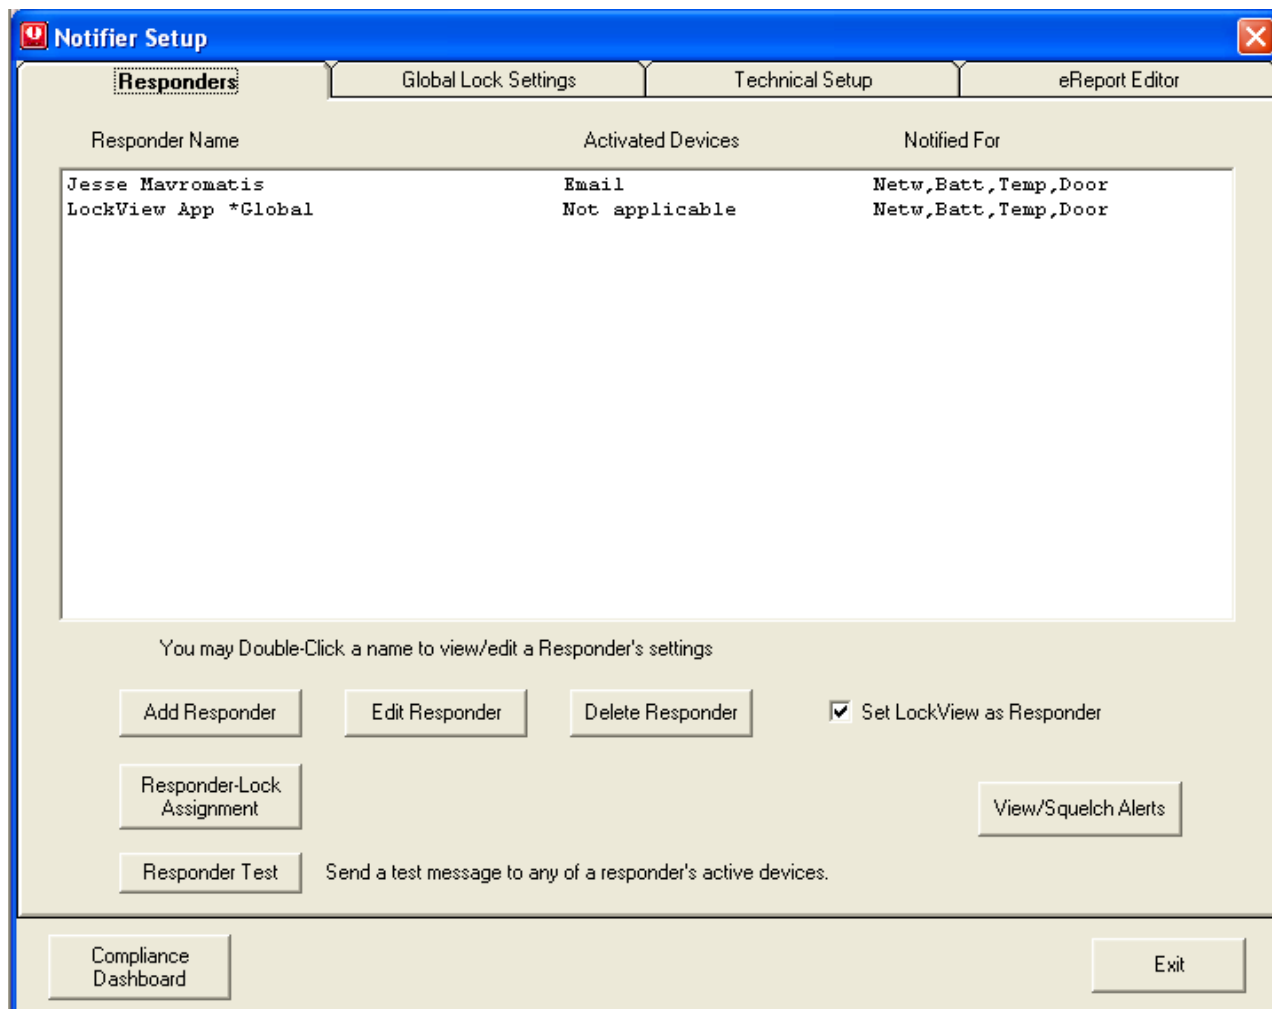 Notifier Setup
Responders Global Lock Settings Technical Setup eReport Editor
Responder Name Activated Devices Notified For
Jesse Mavromatis Email Netw,Batt,Temp,Door
LockView App *Global Not applicable Netw,Batt,Temp,Door
You may Double-Click a name to view/edit a Responder's settings
Add Responder Edit Responder Delete Responder Set LockView as Responder
Responder-Lock
Assignment
View/Squelch Alerts
Responder Test Send a test message to any of a responder's active devices.
Compliance
Dashboard
Exit